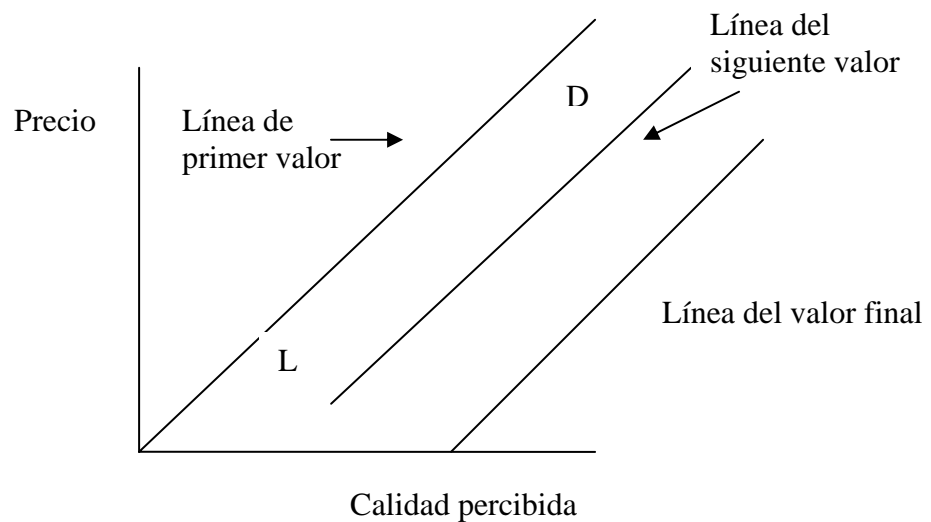 Línea del
siguiente valor
D
Precio
Línea de
primer valor
Línea del valor final
L
Calidad percibida